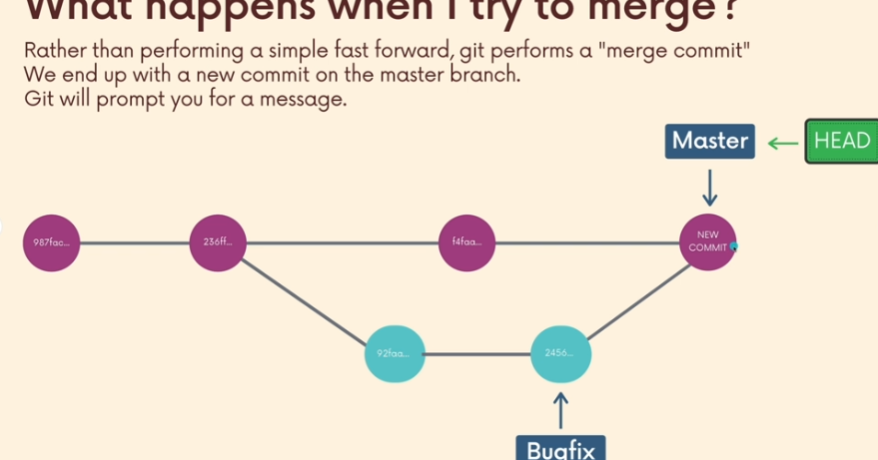 What happens when I try to merge?
Rather than performing a simple fast forward, git performs a "merge commit"
We end up with a new commit on the master branch.
Git will prompt you for a message.
Master
HEAD
987fac...
236ff...
f4faa...
NEW
COMMIT
92faa...
2456...
Bugfix